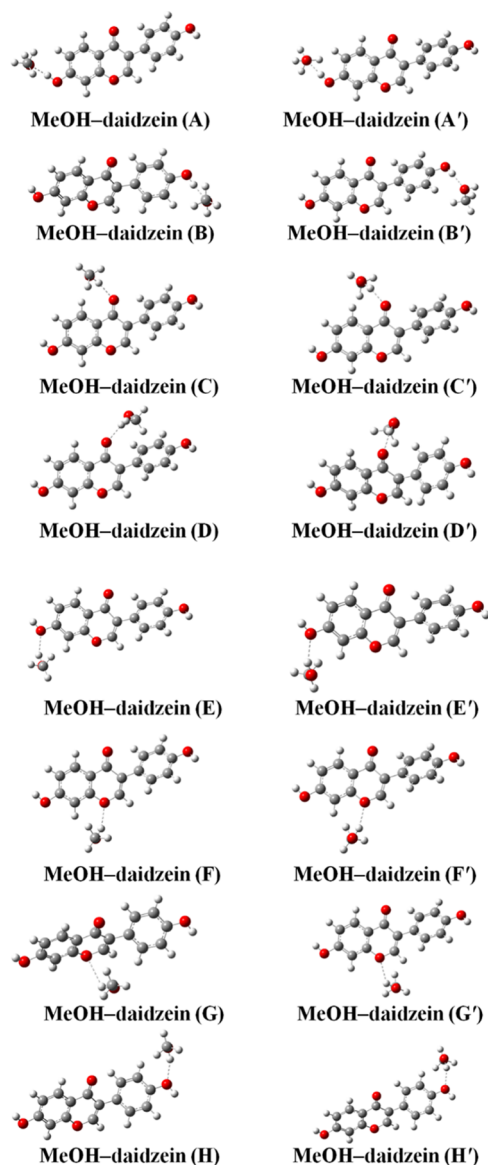 MeOH–daidzein (A)
MeOH–daidzein (A′)
MeOH–daidzein (B)
MeOH–daidzein (B′)
MeOH–daidzein (C)
MeOH–daidzein (C′)
MeOH–daidzein (D)
MeOH–daidzein (D′)
MeOH–daidzein (E)
MeOH–daidzein (E′)
MeOH–daidzein (F)
MeOH–daidzein (F′)
MeOH–daidzein (G)
MeOH–daidzein (G′)
MeOH–daidzein (H)
MeOH–daidzein (H′)